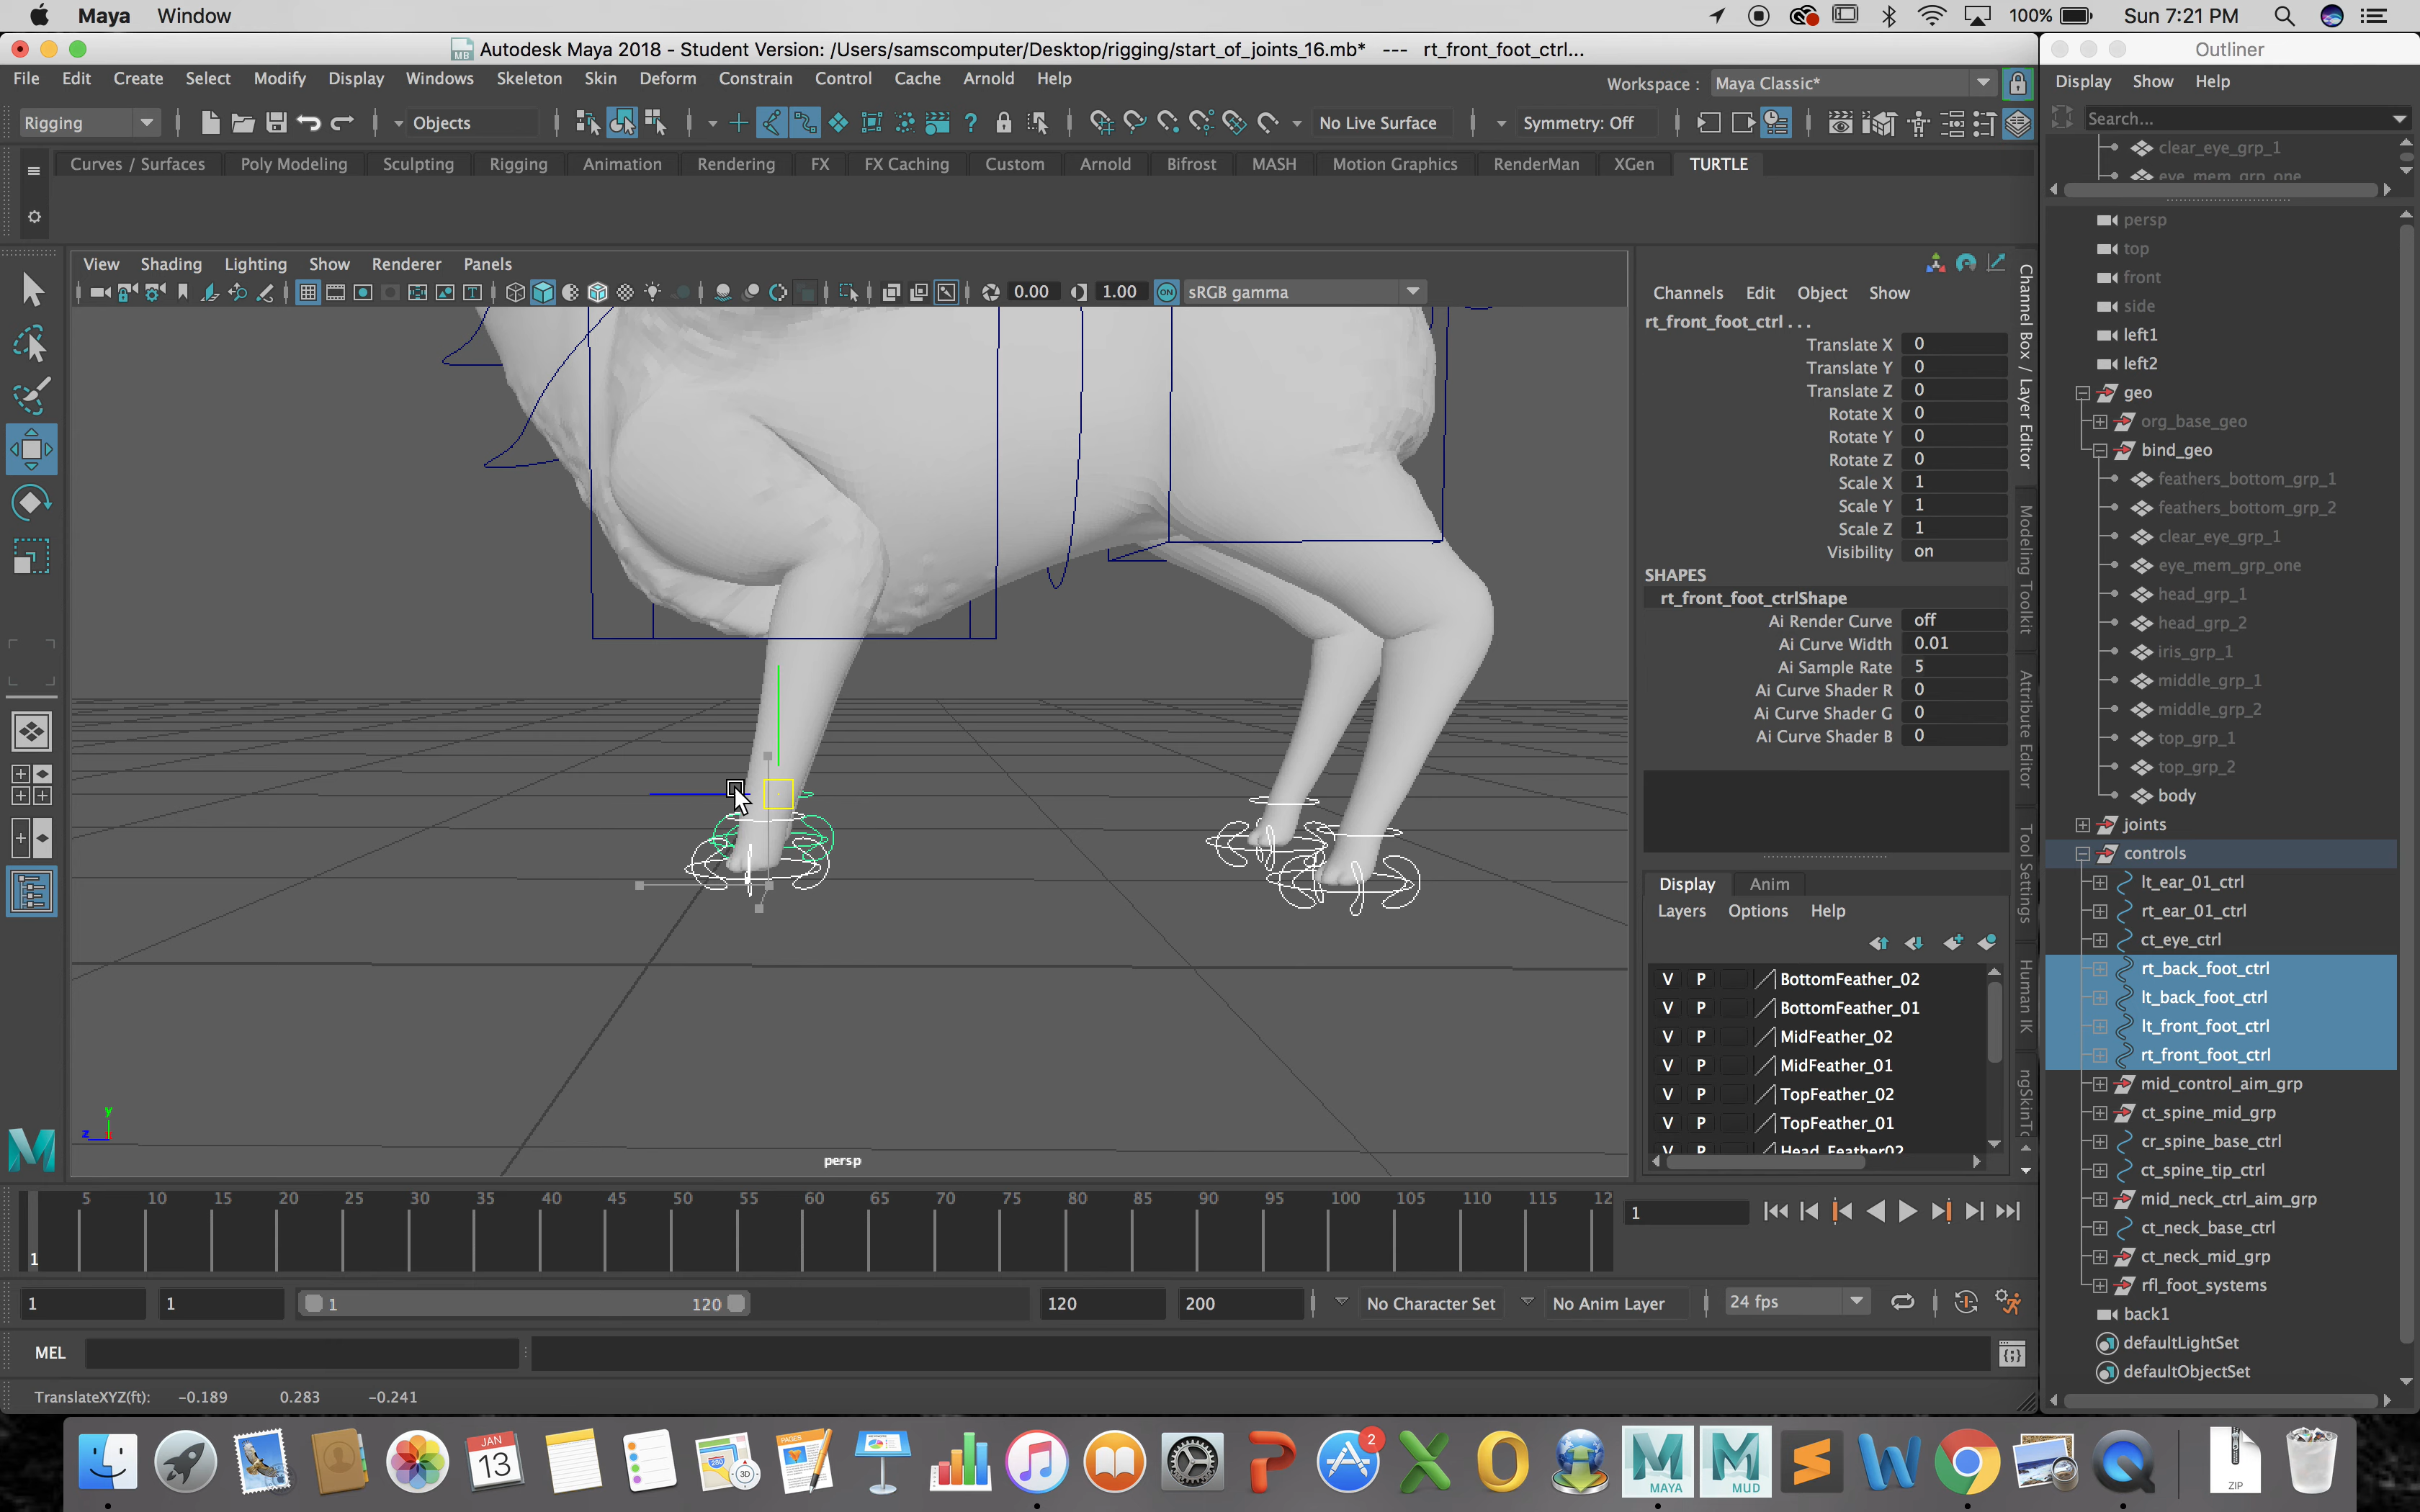 Maya Window
100% Sun 7:21 PM
Autodesk Maya 2018 - Student Version: /Users/samscomputer/Desktop/rigging/start_of_joints_16.mb* --- rt_front_foot_ctrl...
File Edit Create Select Modify Display Windows Skeleton Skin Deform Constrain Control Cache Arnold Help
Workspace : Maya Classic*
Rigging Objects No Live Surface Symmetry: Off
Curves / Surfaces Poly Modeling Sculpting Rigging Animation Rendering FX FX Caching Custom Arnold Bifrost MASH Motion Graphics RenderMan XGen TURTLE
View Shading Lighting Show Renderer Panels
0.00 1.00 ON sRGB gamma
persp
y
z
Channels Edit Object Show
rt_front_foot_ctrl . . .
Translate X 0
Translate Y 0
Translate Z 0
Rotate X 0
Rotate Y 0
Rotate Z 0
Scale X 1
Scale Y 1
Scale Z 1
Visibility on
SHAPES
rt_front_foot_ctrlShape
Ai Render Curve off
Ai Curve Width 0.01
Ai Sample Rate 5
Ai Curve Shader R 0
Ai Curve Shader G 0
Ai Curve Shader B 0
Display Anim
Layers Options Help
V P BottomFeather_02
V P BottomFeather_01
V P MidFeather_02
V P MidFeather_01
V P TopFeather_02
V P TopFeather_01
V P Head_Feather02
Channel Box / Layer Editor
Modeling Toolkit
Attribute Editor
Tool Settings
Human IK
Outliner
Display Show Help
Search...
clear_eye_grp_1
eye_mem_grp_one
persp
top
front
side
left1
left2
geo
org_base_geo
bind_geo
feathers_bottom_grp_1
feathers_bottom_grp_2
clear_eye_grp_1
eye_mem_grp_one
head_grp_1
head_grp_2
iris_grp_1
middle_grp_1
middle_grp_2
top_grp_1
top_grp_2
body
joints
controls
lt_ear_01_ctrl
rt_ear_01_ctrl
ct_eye_ctrl
rt_back_foot_ctrl
lt_back_foot_ctrl
lt_front_foot_ctrl
rt_front_foot_ctrl
mid_control_aim_grp
ct_spine_mid_grp
cr_spine_base_ctrl
ct_spine_tip_ctrl
mid_neck_ctrl_aim_grp
ct_neck_base_ctrl
ct_neck_mid_grp
rfl_foot_systems
back1
defaultLightSet
defaultObjectSet
5 10 15 20 25 30 35 40 45 50 55 60 65 70 75 80 85 90 95 100 105 110 115 12
1
1
1 1 1 120 120 200 No Character Set No Anim Layer 24 fps
MEL
TranslateXYZ(ft): -0.189 0.283 -0.241
JAN
13
280
3D
PAGES
2
MAYA
MUD
ZIP